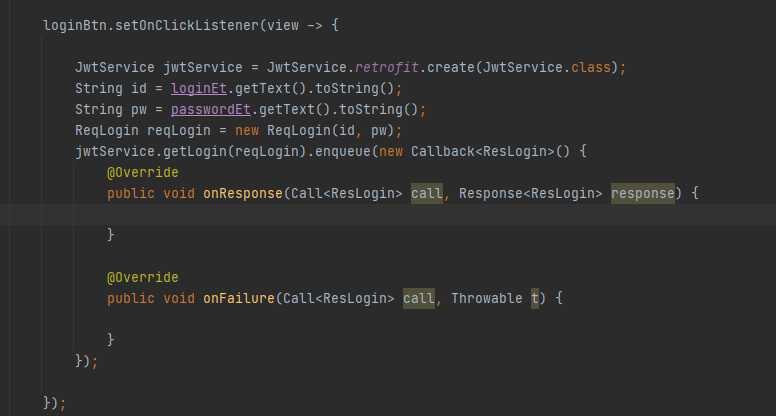 loginBtn.setOnClickListener(view -> {
JwtService jwtService = JwtService.retrofit.create(JwtService.class);
String id = loginEt.getText().toString();
String pw = passwordEt.getText().toString();
ReqLogin reqLogin = new ReqLogin(id, pw);
jwtService.getLogin(reqLogin).enqueue(new Callback<ResLogin>() {
@Override
public void onResponse(Call<ResLogin> call, Response<ResLogin> response) {
}
@Override
public void onFailure(Call<ResLogin> call, Throwable t) {
}
});
});